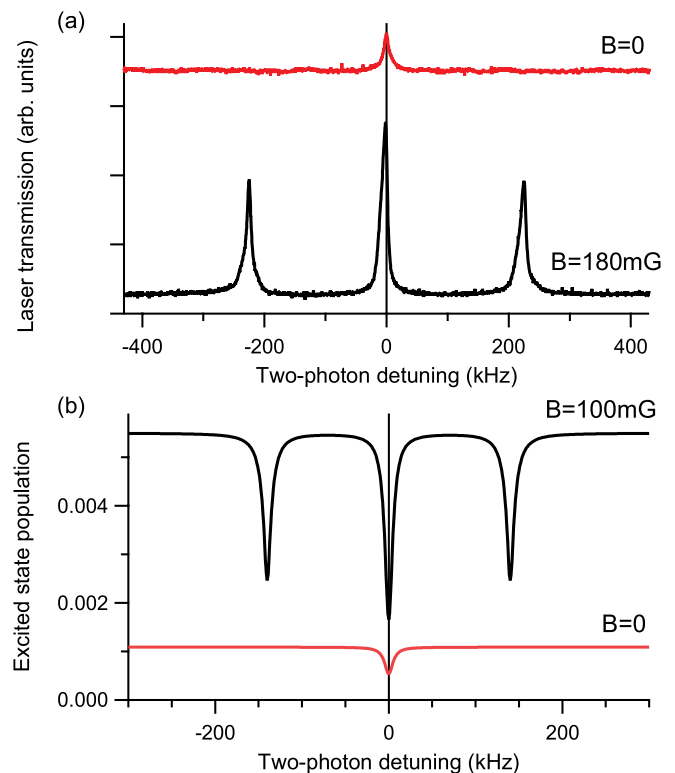 (a)
B=0
Laser transmission (arb. units)
B=180mG
-400 -200 0 200 400
Two-photon detuning (kHz)
(b)
B=100mG
Excited state population
0.004
0.002
B=0
0.000
-200 0 200
Two-photon detuning (kHz)